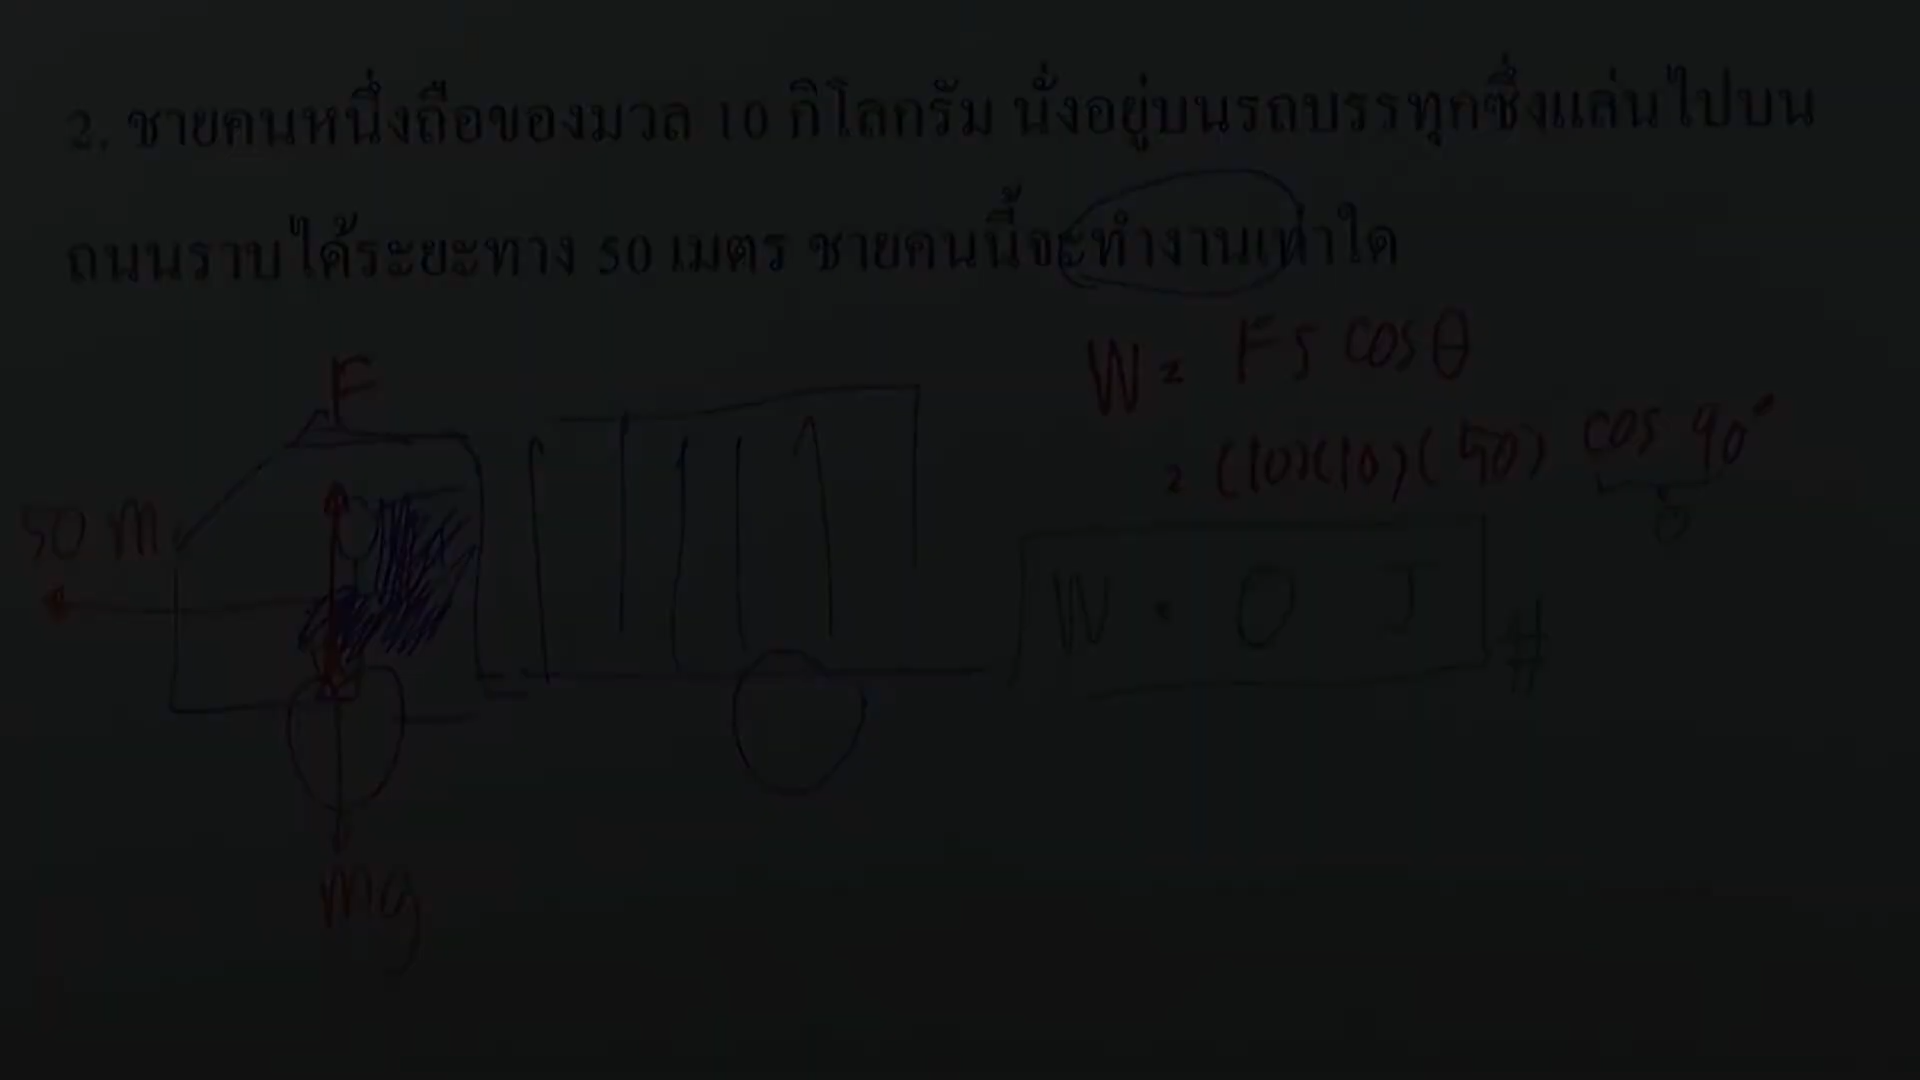 2. ชายคนหนึ่งถือของมวล 10 กิโลกรัม นั่งอยู่บนรถบรรทุกซึ่งแล่นไปบน
ถนนราบได้ระยะทาง 50 เมตร ชายคนนี้จะทำงานเท่าใด
W = Fs cosθ
F
= (10)(10)(50) cos 90°
0
50 m
W = 0 J #
mg